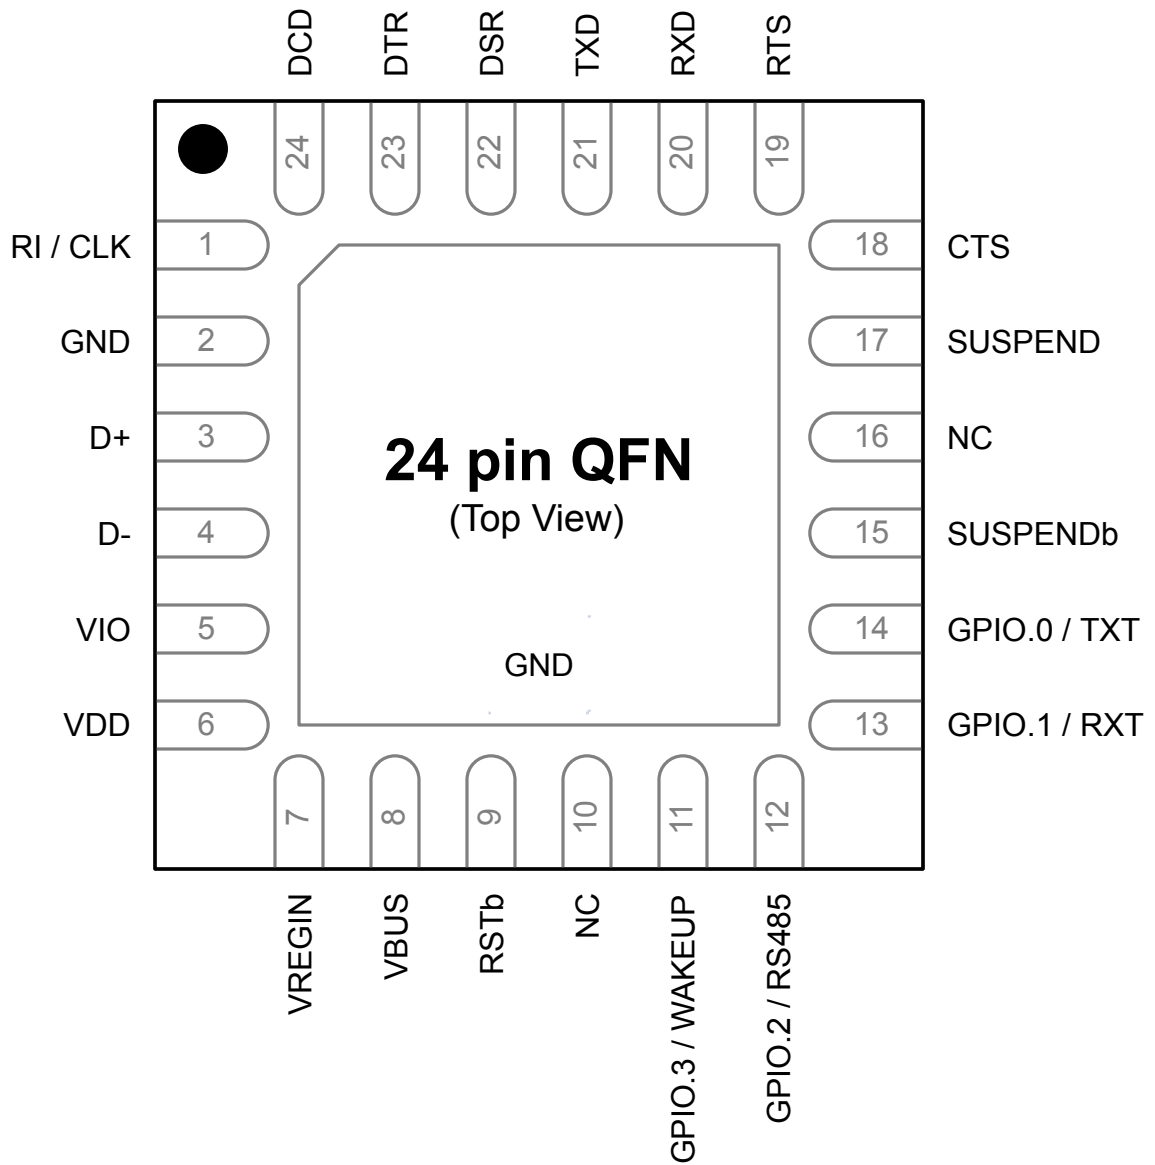 DCD
DTR
DSR
TXD
RXD
RTS
24
23
22
21
20
19
RI / CLK 1
18 CTS
GND 2
17 SUSPEND
D+ 3
16 NC
D- 4
15 SUSPENDb
VIO 5
14 GPIO.0 / TXT
VDD 6
13 GPIO.1 / RXT
24 pin QFN
(Top View)
GND
7
8
9
10
11
12
VREGIN
VBUS
RSTb
NC
GPIO.3 / WAKEUP
GPIO.2 / RS485